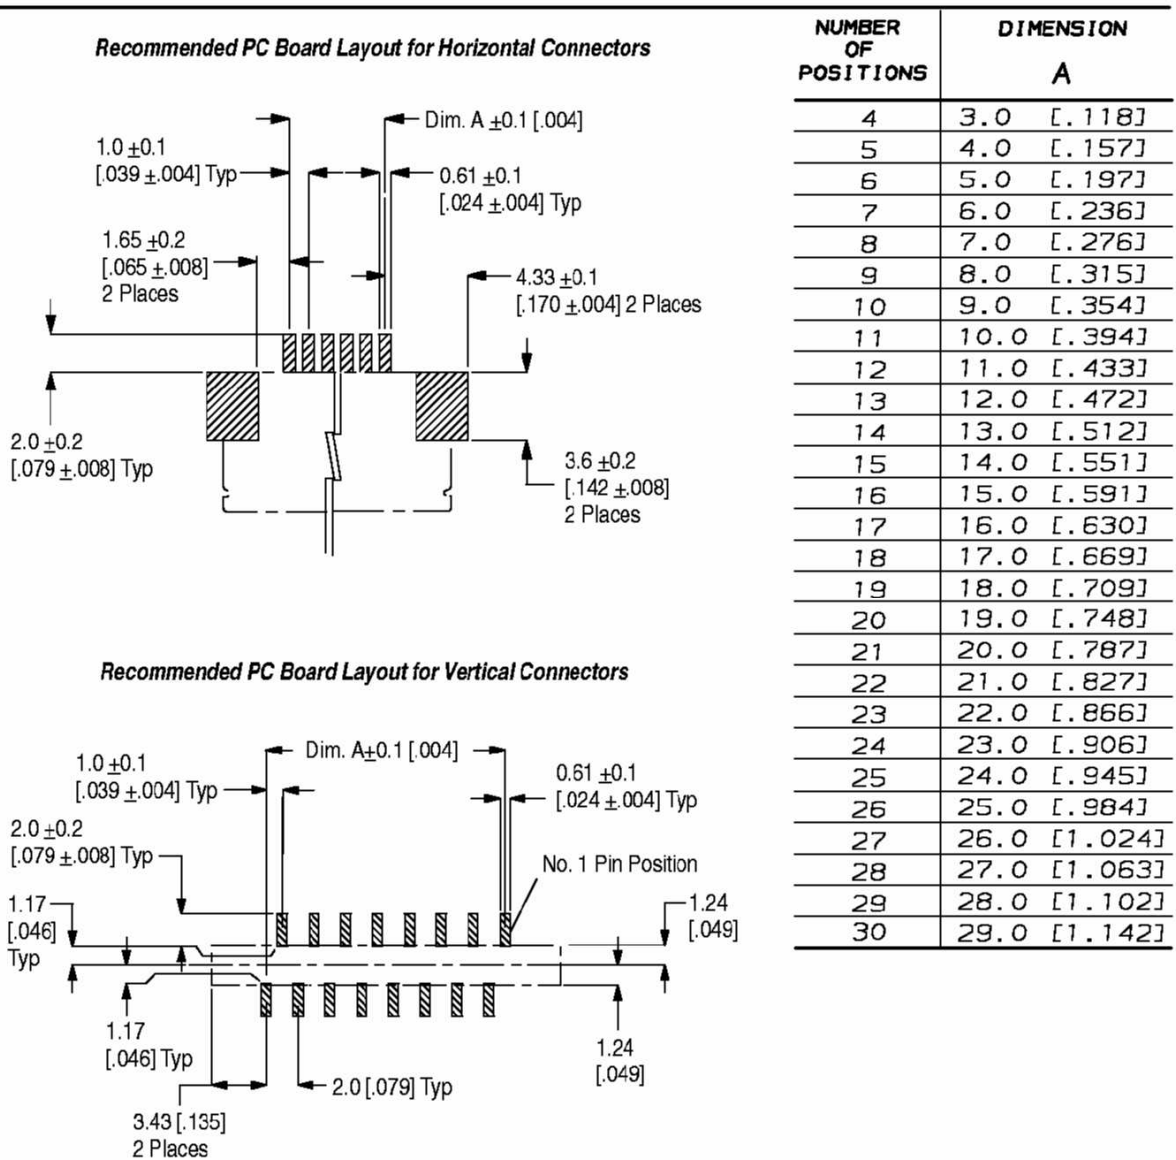 Recommended PC Board Layout for Horizontal Connectors
Dim. A ±0.1 [.004]
1.0 ±0.1
[.039 ±.004] Typ
0.61 ±0.1
[.024 ±.004] Typ
1.65 ±0.2
[.065 ±.008]
2 Places
4.33 ±0.1
[.170 ±.004] 2 Places
2.0 ±0.2
[.079 ±.008] Typ
3.6 ±0.2
[.142 ±.008]
2 Places
Recommended PC Board Layout for Vertical Connectors
Dim. A±0.1 [.004]
1.0 ±0.1
[.039 ±.004] Typ
0.61 ±0.1
[.024 ±.004] Typ
2.0 ±0.2
[.079 ±.008] Typ
No. 1 Pin Position
1.17
[.046]
Typ
1.24
[.049]
1.17
[.046] Typ
1.24
[.049]
2.0 [.079] Typ
3.43 [.135]
2 Places
NUMBER
OF
POSITIONS
DIMENSION
A
4 3.0 [.118]
5 4.0 [.157]
6 5.0 [.197]
7 6.0 [.236]
8 7.0 [.276]
9 8.0 [.315]
10 9.0 [.354]
11 10.0 [.394]
12 11.0 [.433]
13 12.0 [.472]
14 13.0 [.512]
15 14.0 [.551]
16 15.0 [.591]
17 16.0 [.630]
18 17.0 [.669]
19 18.0 [.709]
20 19.0 [.748]
21 20.0 [.787]
22 21.0 [.827]
23 22.0 [.866]
24 23.0 [.906]
25 24.0 [.945]
26 25.0 [.984]
27 26.0 [1.024]
28 27.0 [1.063]
29 28.0 [1.102]
30 29.0 [1.142]